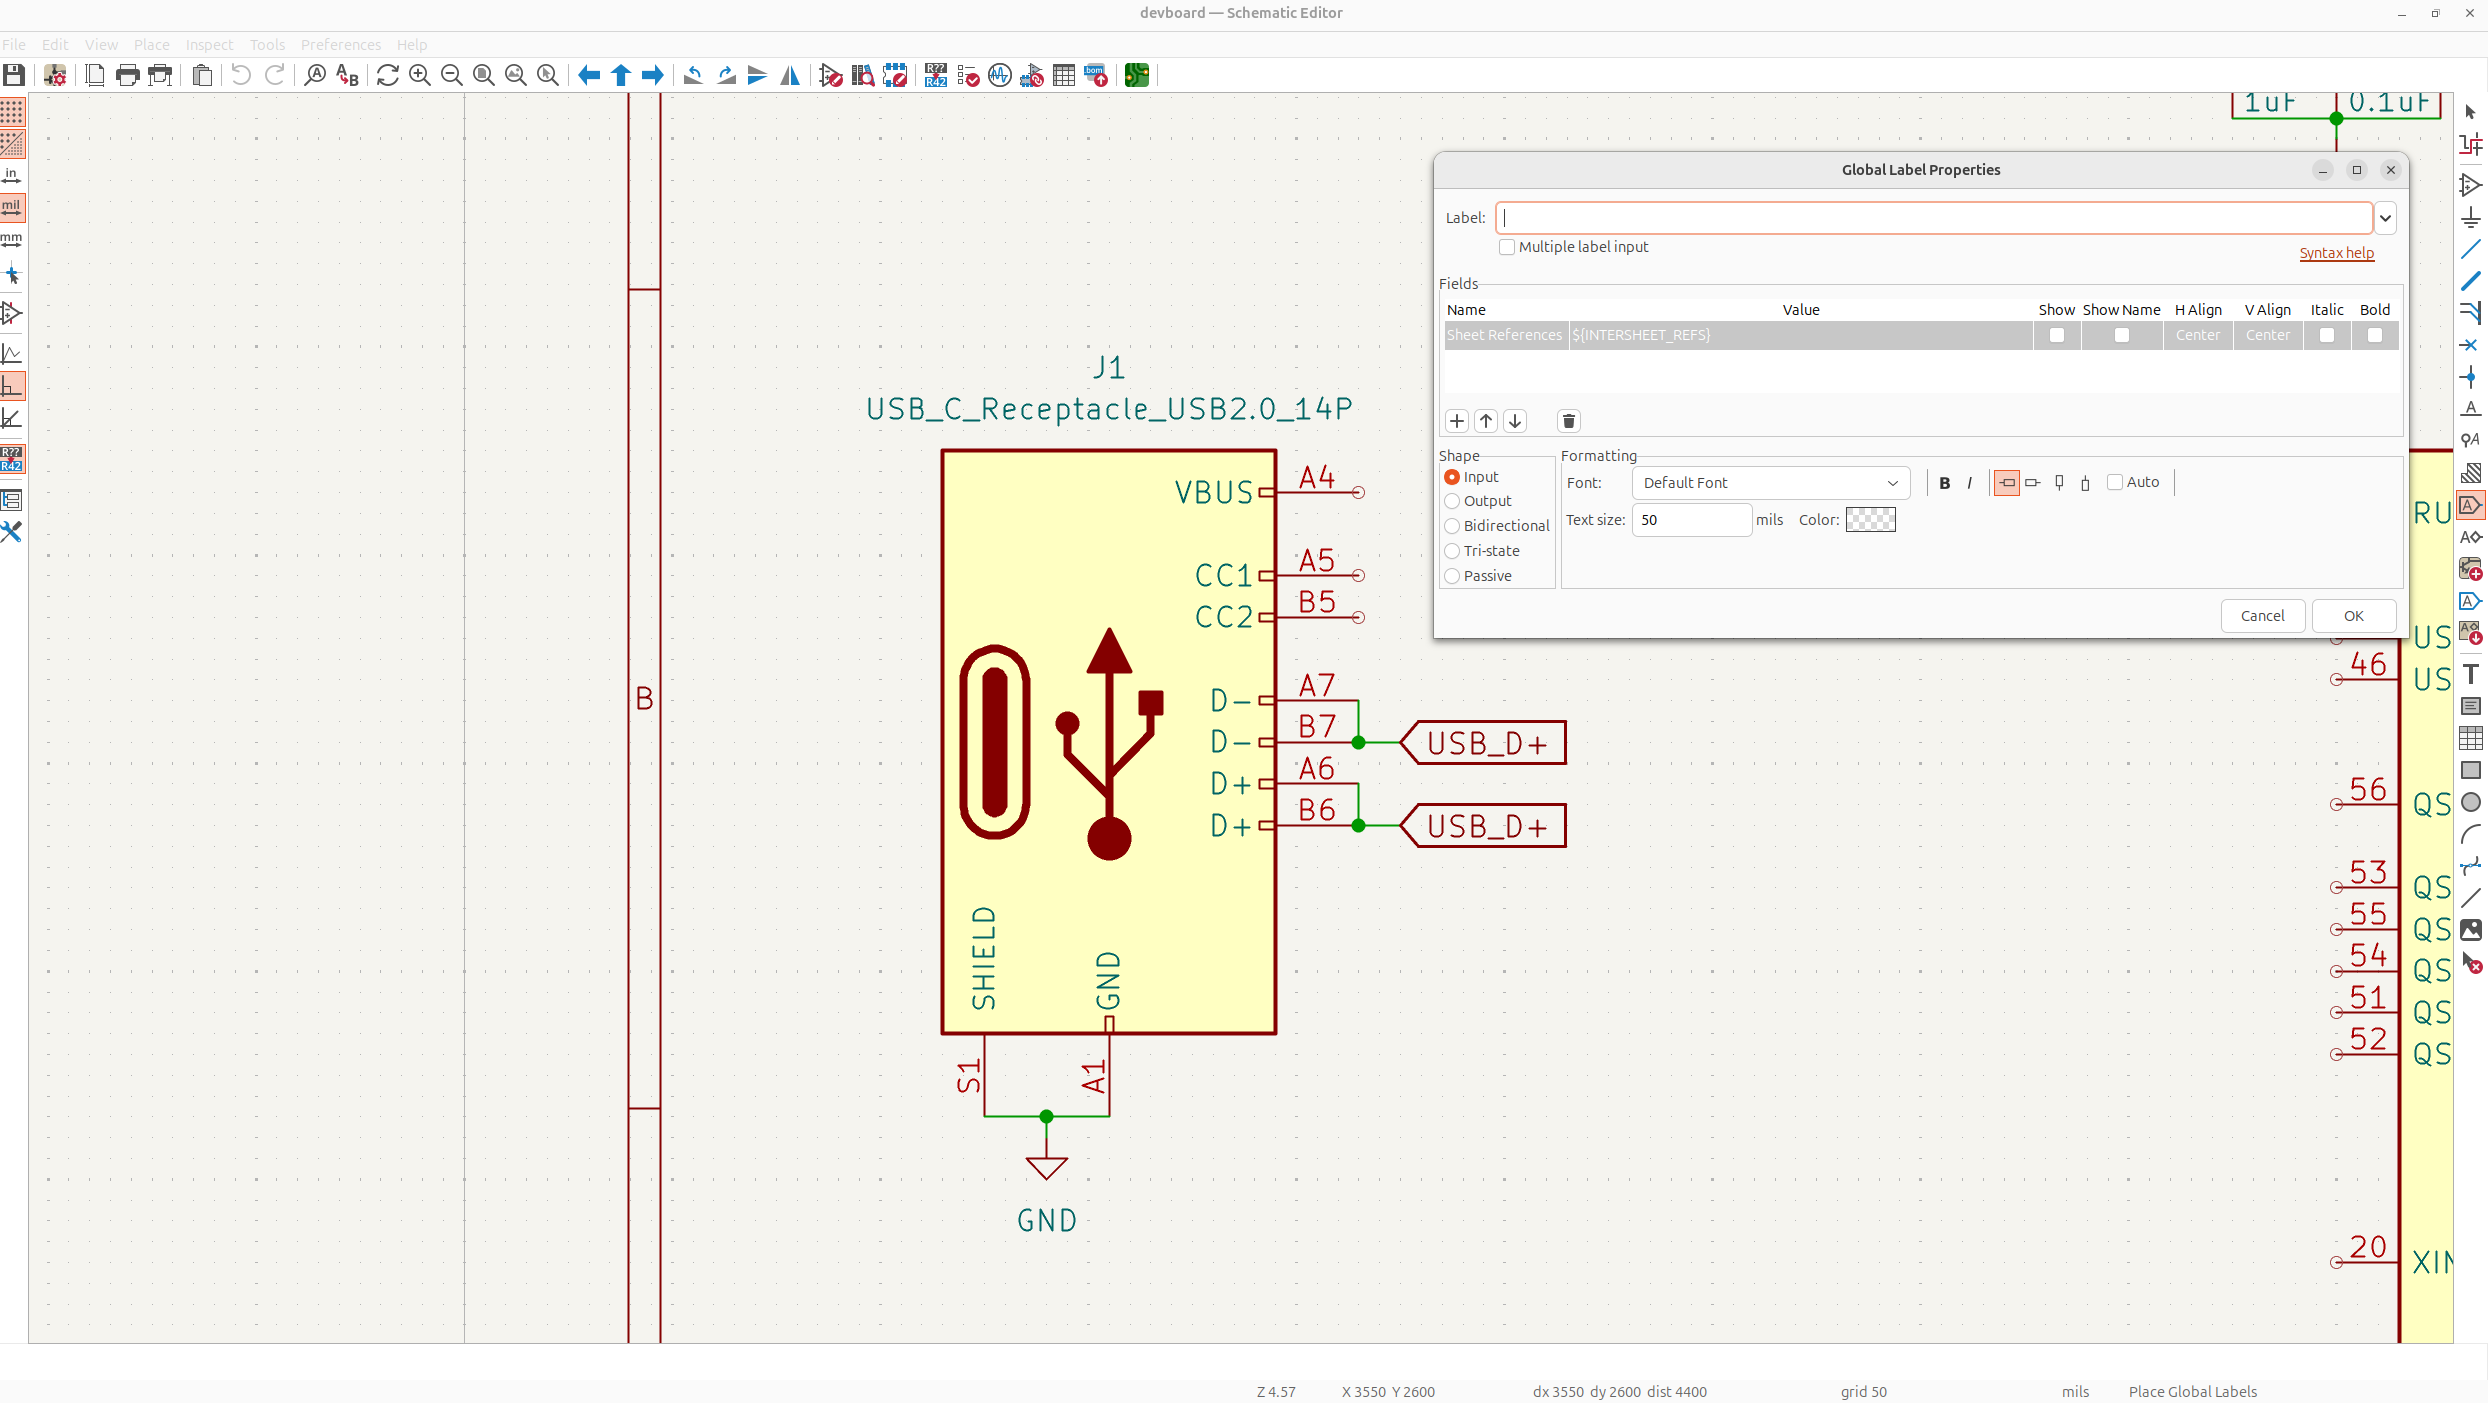 devboard — Schematic Editor
File Edit View Place Inspect Tools Preferences Help
in
mil
mm
R??
R42
R??
R42
.bom
1uF 0.1uF
Global Label Properties
Label:
Multiple label input
Syntax help
Fields
Name Value Show Show Name H Align V Align Italic Bold
Sheet References ${INTERSHEET_REFS} Center Center
Shape
Input
Output
Bidirectional
Tri-state
Passive
Formatting
Font: Default Font B I Auto
Text size: 50 mils Color:
Cancel OK
J1
USB_C_Receptacle_USB2.0_14P
VBUS A4
CC1 A5
CC2 B5
D- A7
D- B7 USB_D+
D+ A6
D+ B6 USB_D+
SHIELD
GND
S1
A1
GND
B
RU
US
46 US
56 QS
53 QS
55 QS
54 QS
51 QS
52 QS
20 XIN
Z 4.57 X 3550 Y 2600 dx 3550 dy 2600 dist 4400 grid 50 mils Place Global Labels